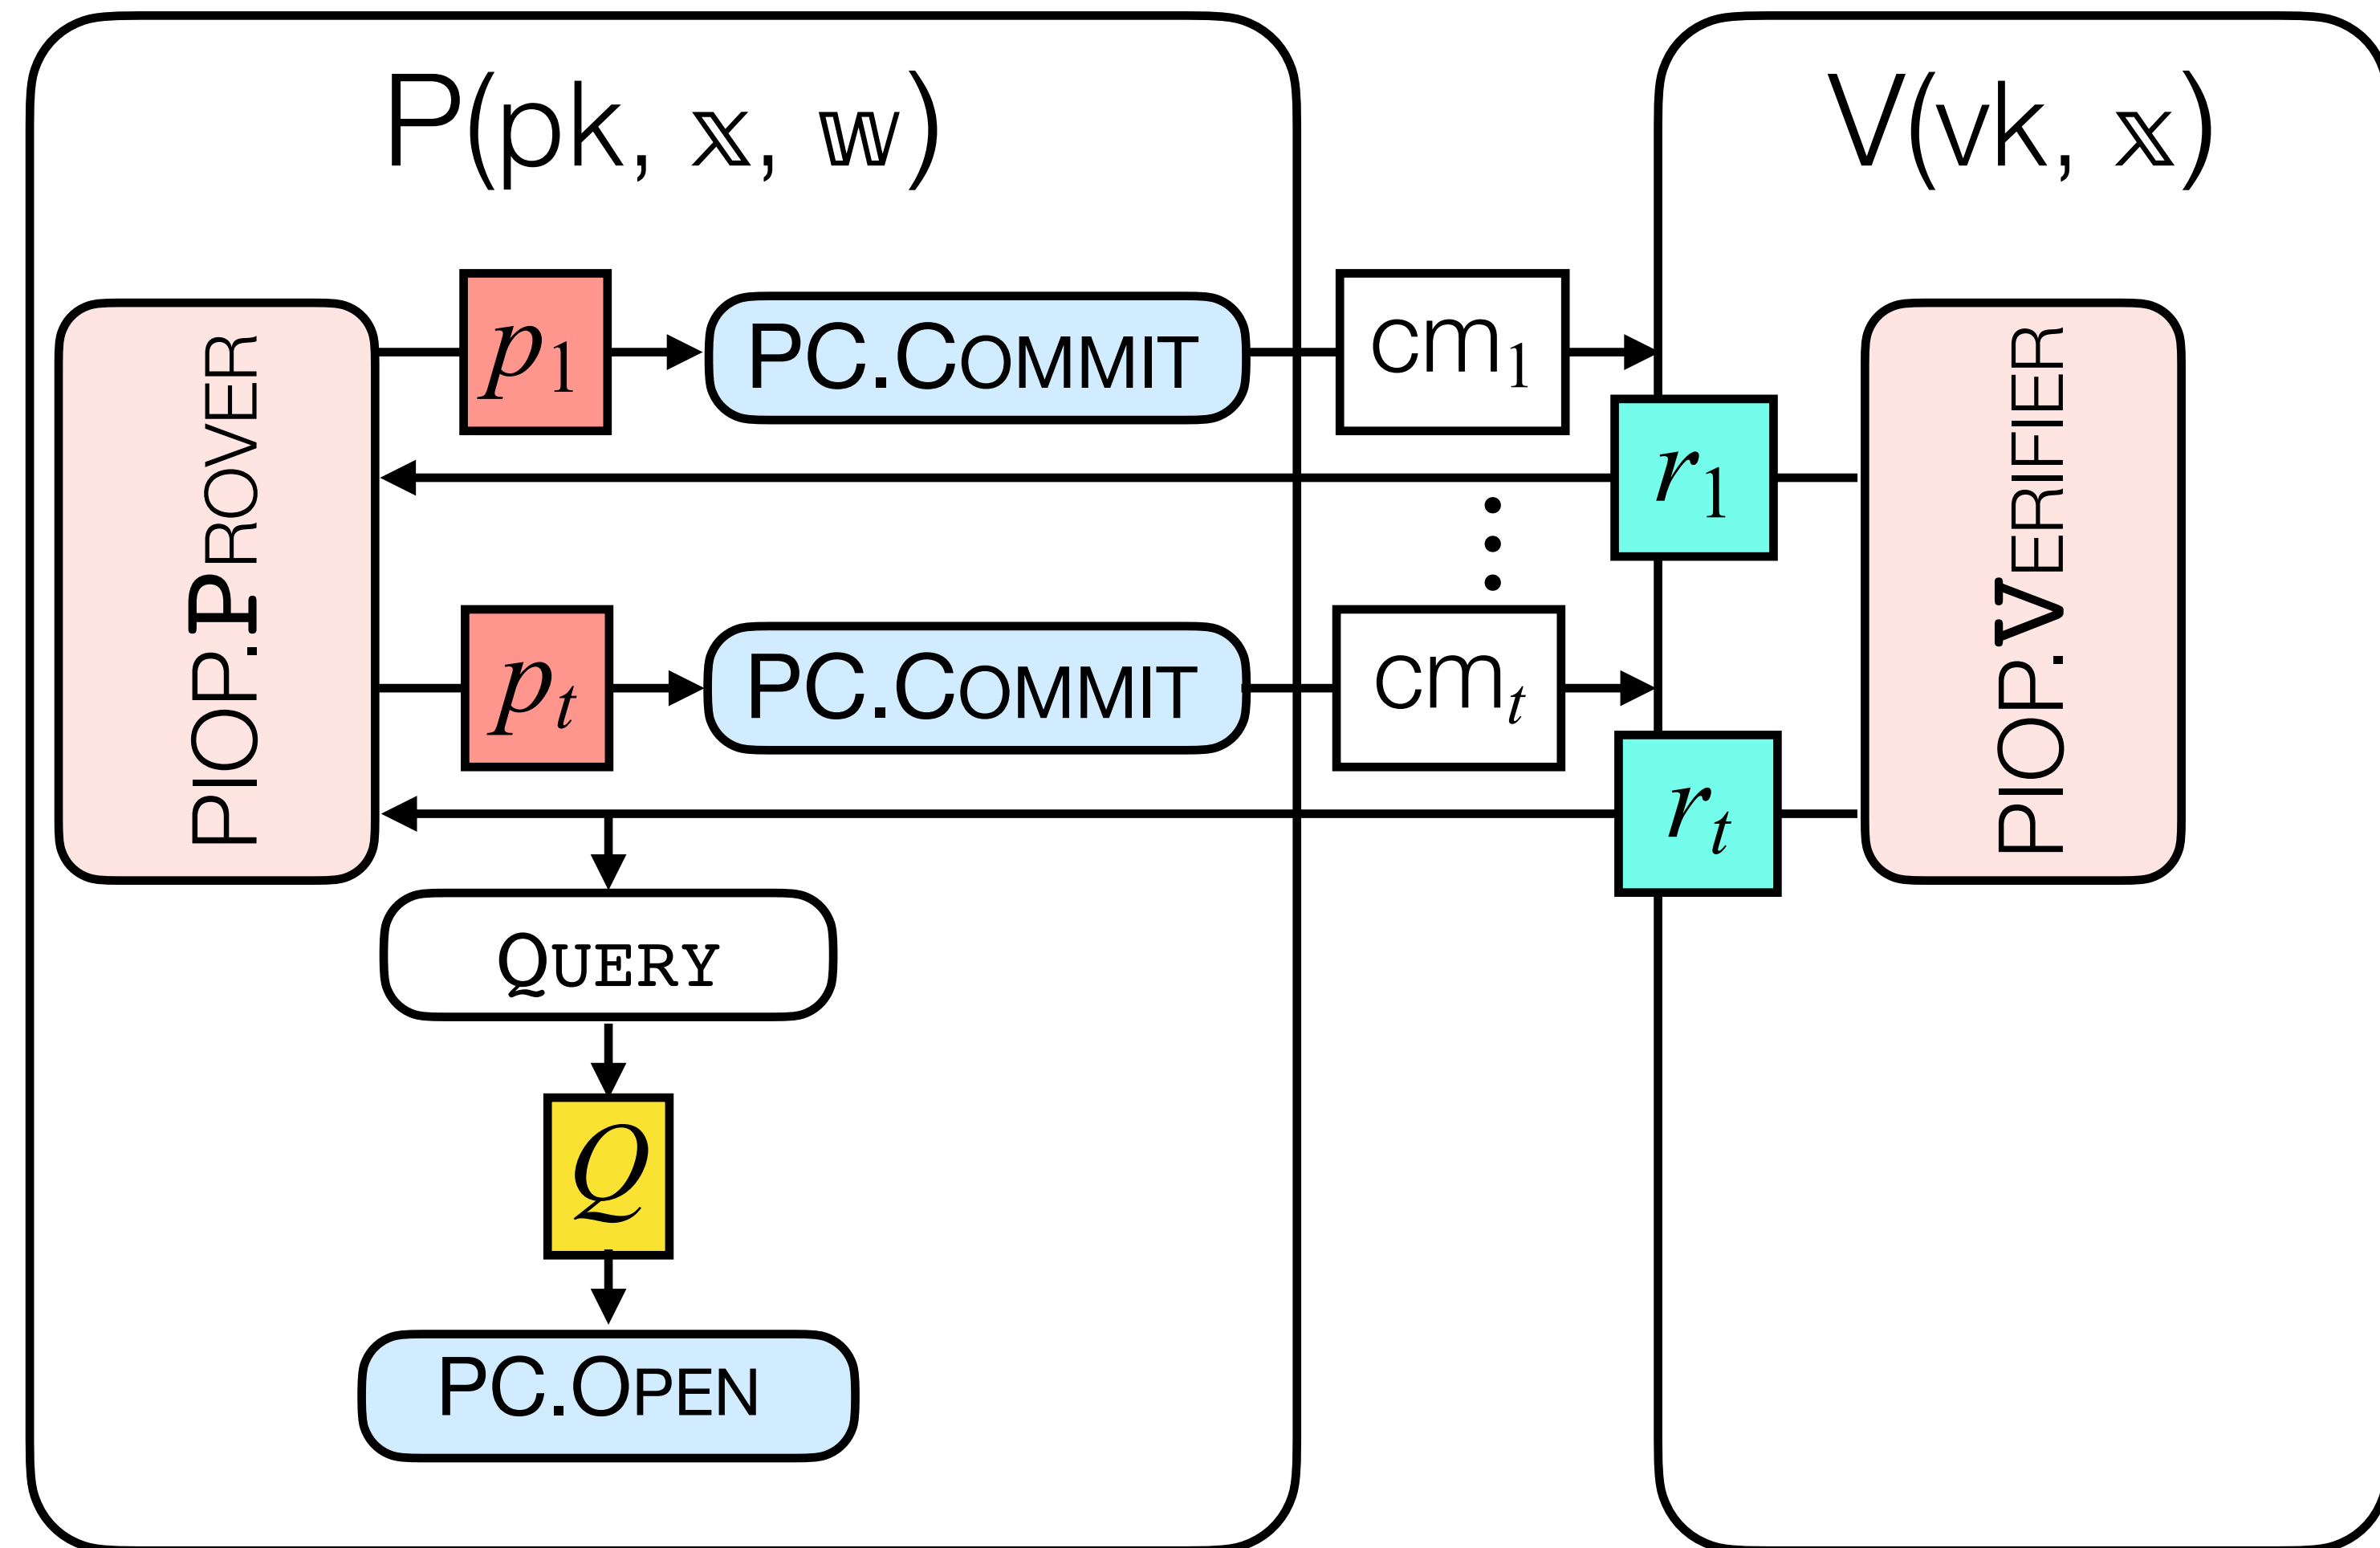 P(pk, 𝕩, 𝕨)
V(vk, 𝕩)
PIOP.PROVER
p₁
PC.COMMIT
cm₁
r₁
PIOP.VERIFIER
pₜ
PC.COMMIT
cmₜ
rₜ
QUERY
Q
PC.OPEN